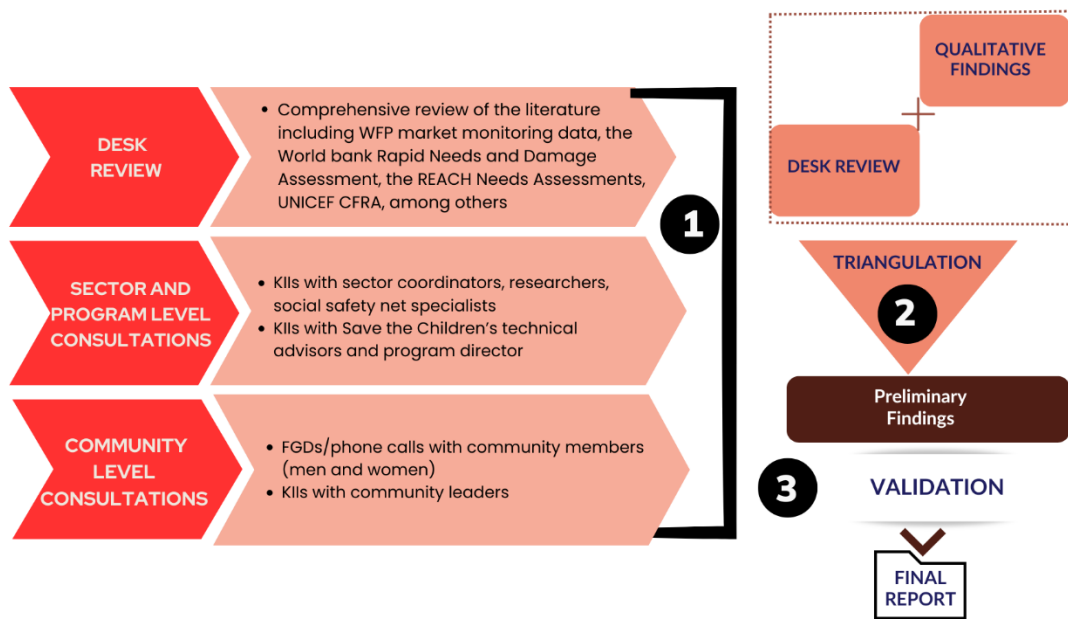 DESK
REVIEW
• Comprehensive review of the literature
including WFP market monitoring data, the
World bank Rapid Needs and Damage
Assessment, the REACH Needs Assessments,
UNICEF CFRA, among others
SECTOR AND
PROGRAM LEVEL
CONSULTATIONS
• KIIs with sector coordinators, researchers,
social safety net specialists
• KIIs with Save the Children’s technical
advisors and program director
COMMUNITY
LEVEL
CONSULTATIONS
• FGDs/phone calls with community members
(men and women)
• KIIs with community leaders
1
QUALITATIVE
FINDINGS
DESK REVIEW
TRIANGULATION
2
Preliminary
Findings
3
VALIDATION
FINAL
REPORT